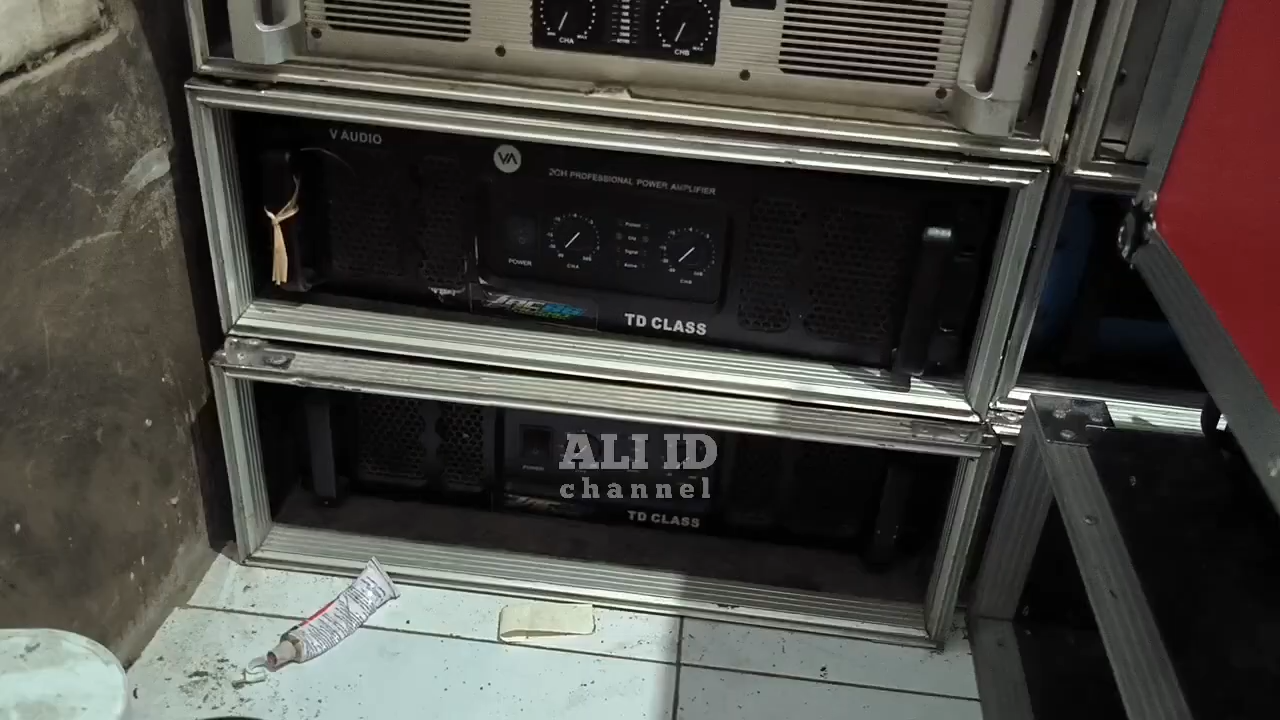 CHA
CHB
V AUDIO
VA
2CH PROFESSIONAL POWER AMPLIFIER
POWER
CHA
CHB
TD CLASS
POWER
ALI ID
channel
TD CLASS